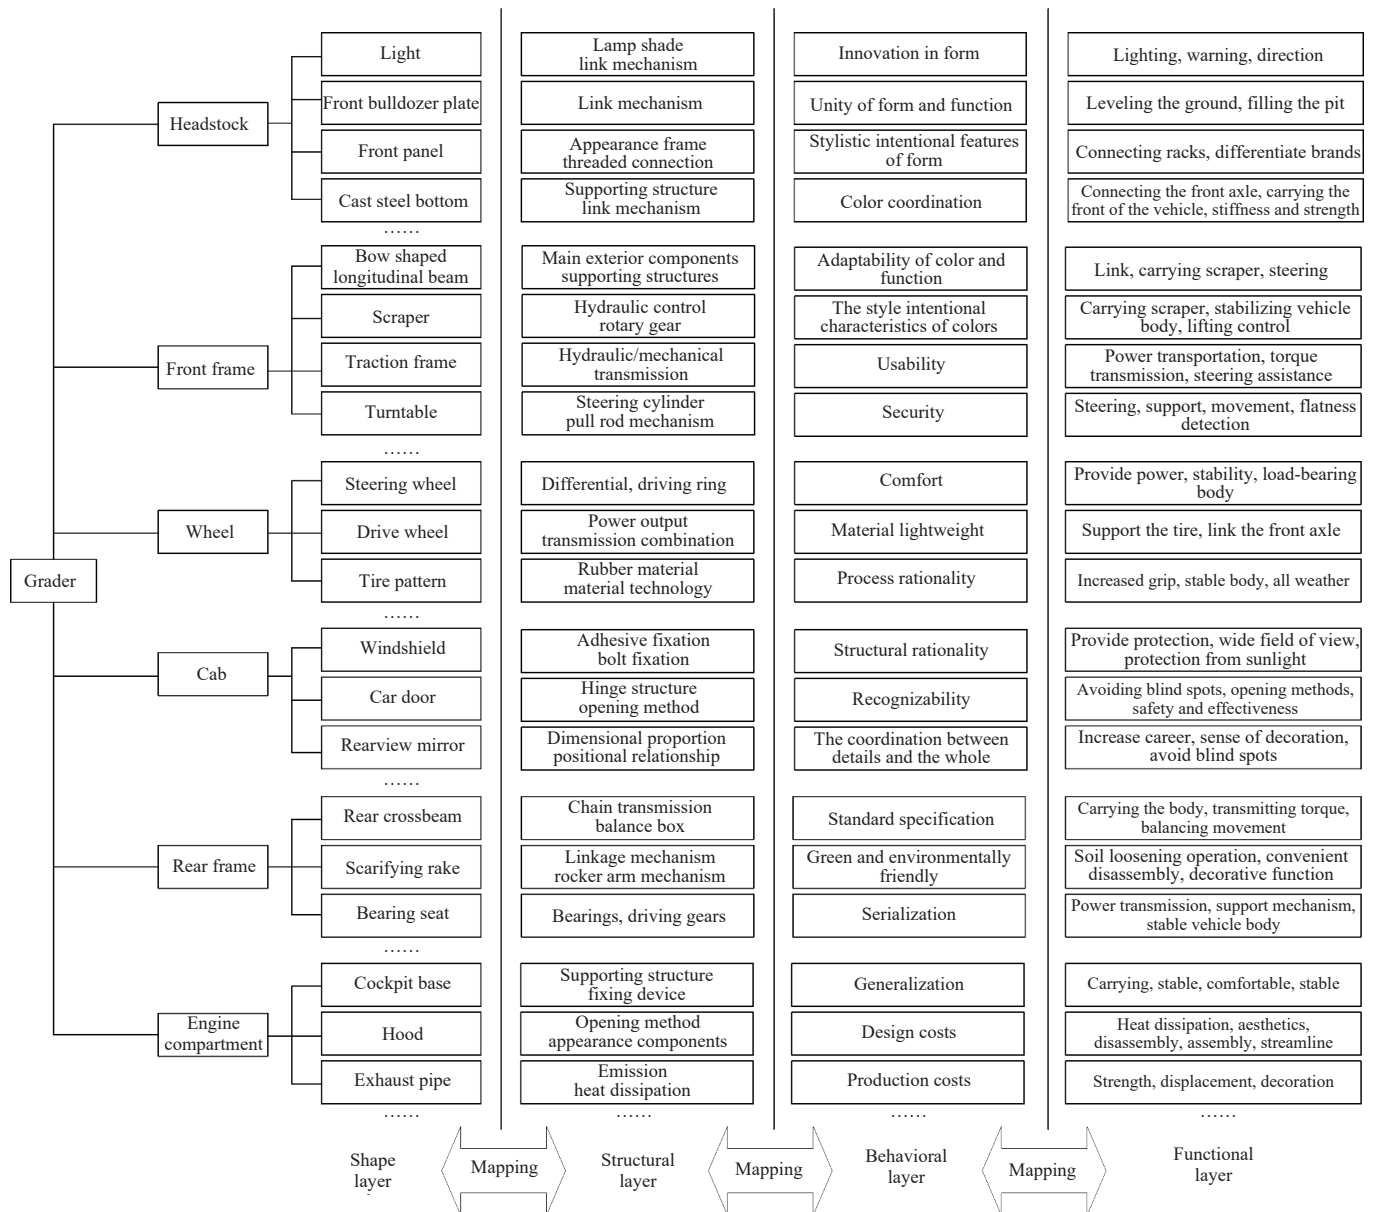 Grader
Headstock
Light
Lamp shade
link mechanism
Innovation in form
Lighting, warning, direction
Front bulldozer plate
Link mechanism
Unity of form and function
Leveling the ground, filling the pit
Front panel
Appearance frame
threaded connection
Stylistic intentional features
of form
Connecting racks, differentiate brands
Cast steel bottom
Supporting structure
link mechanism
Color coordination
Connecting the front axle, carrying the
front of the vehicle, stiffness and strength
......
Front frame
Bow shaped
longitudinal beam
Main exterior components
supporting structures
Adaptability of color and
function
Link, carrying scraper, steering
Scraper
Hydraulic control
rotary gear
The style intentional
characteristics of colors
Carrying scraper, stabilizing vehicle
body, lifting control
Traction frame
Hydraulic/mechanical
transmission
Usability
Power transportation, torque
transmission, steering assistance
Turntable
Steering cylinder
pull rod mechanism
Security
Steering, support, movement, flatness
detection
......
Wheel
Steering wheel
Differential, driving ring
Comfort
Provide power, stability, load-bearing
body
Drive wheel
Power output
transmission combination
Material lightweight
Support the tire, link the front axle
Tire pattern
Rubber material
material technology
Process rationality
Increased grip, stable body, all weather
......
Cab
Windshield
Adhesive fixation
bolt fixation
Structural rationality
Provide protection, wide field of view,
protection from sunlight
Car door
Hinge structure
opening method
Recognizability
Avoiding blind spots, opening methods,
safety and effectiveness
Rearview mirror
Dimensional proportion
positional relationship
The coordination between
details and the whole
Increase career, sense of decoration,
avoid blind spots
......
Rear frame
Rear crossbeam
Chain transmission
balance box
Standard specification
Carrying the body, transmitting torque,
balancing movement
Scarifying rake
Linkage mechanism
rocker arm mechanism
Green and environmentally
friendly
Soil loosening operation, convenient
disassembly, decorative function
Bearing seat
Bearings, driving gears
Serialization
Power transmission, support mechanism,
stable vehicle body
......
Engine
compartment
Cockpit base
Supporting structure
fixing device
Generalization
Carrying, stable, comfortable, stable
Hood
Opening method
appearance components
Design costs
Heat dissipation, aesthetics,
disassembly, assembly, streamline
Exhaust pipe
Emission
heat dissipation
Production costs
Strength, displacement, decoration
......
......
......
......
Shape
layer
Mapping
Structural
layer
Mapping
Behavioral
layer
Mapping
Functional
layer